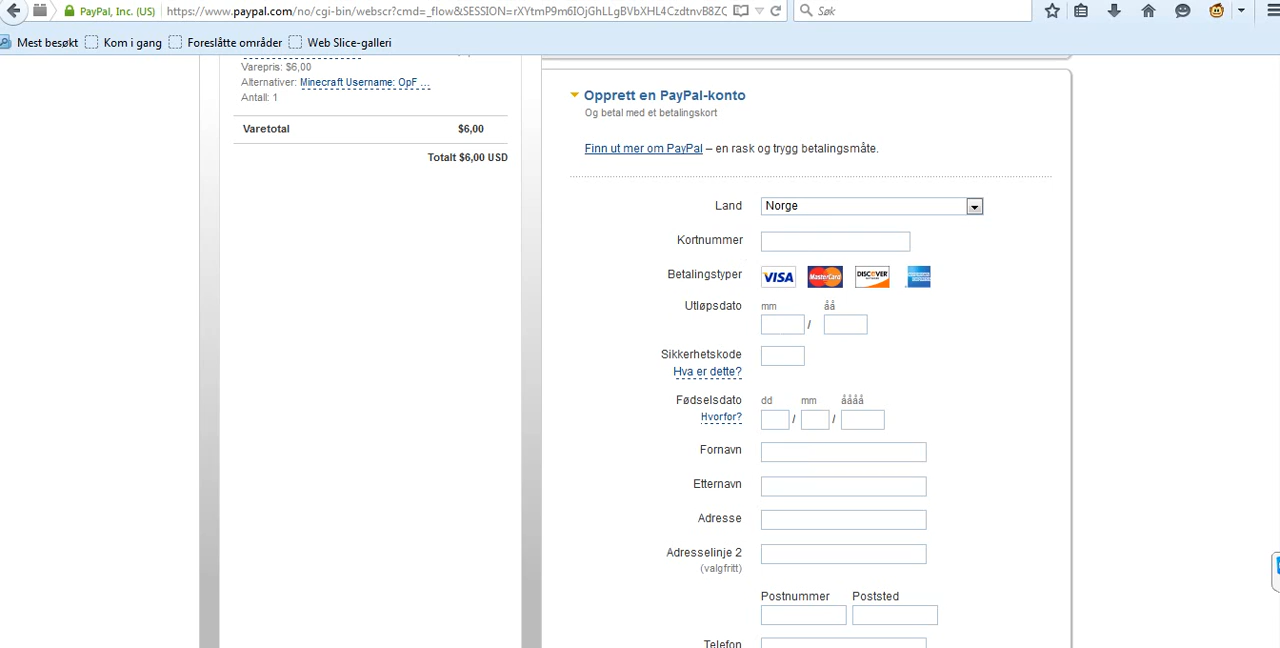 PayPal, Inc. (US)
https://www.paypal.com/no/cgi-bin/webscr?cmd=_flow&SESSION=rXYtmP9m6IOjGhLLgBVbXHL4CzdtnvB8ZC
Søk
Mest besøkt
Kom i gang
Foreslåtte områder
Web Slice-galleri
Varepris: $6,00
Alternativer: Minecraft Username: OpF ...
Antall: 1
Varetotal $6,00
Totalt $6,00 USD
Opprett en PayPal-konto
Og betal med et betalingskort
Finn ut mer om PayPal – en rask og trygg betalingsmåte.
Land Norge
Kortnummer
Betalingstyper VISA MasterCard DISCOVER
Utløpsdato mm åå
/
Sikkerhetskode
Hva er dette?
Fødselsdato dd mm åååå
Hvorfor? / /
Fornavn
Etternavn
Adresse
Adresselinje 2
(valgfritt)
Postnummer Poststed
Telefon